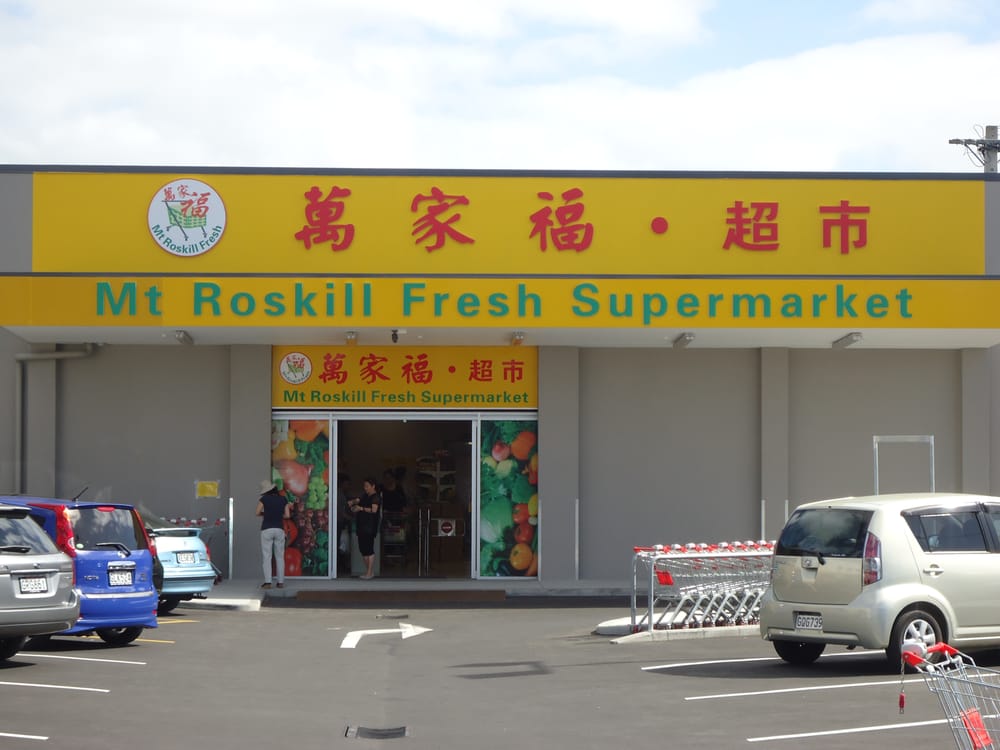 萬家福
Mt Roskill Fresh
萬家福·超市
Mt Roskill Fresh Supermarket
萬家福·超市
Mt Roskill Fresh Supermarket
GQG739